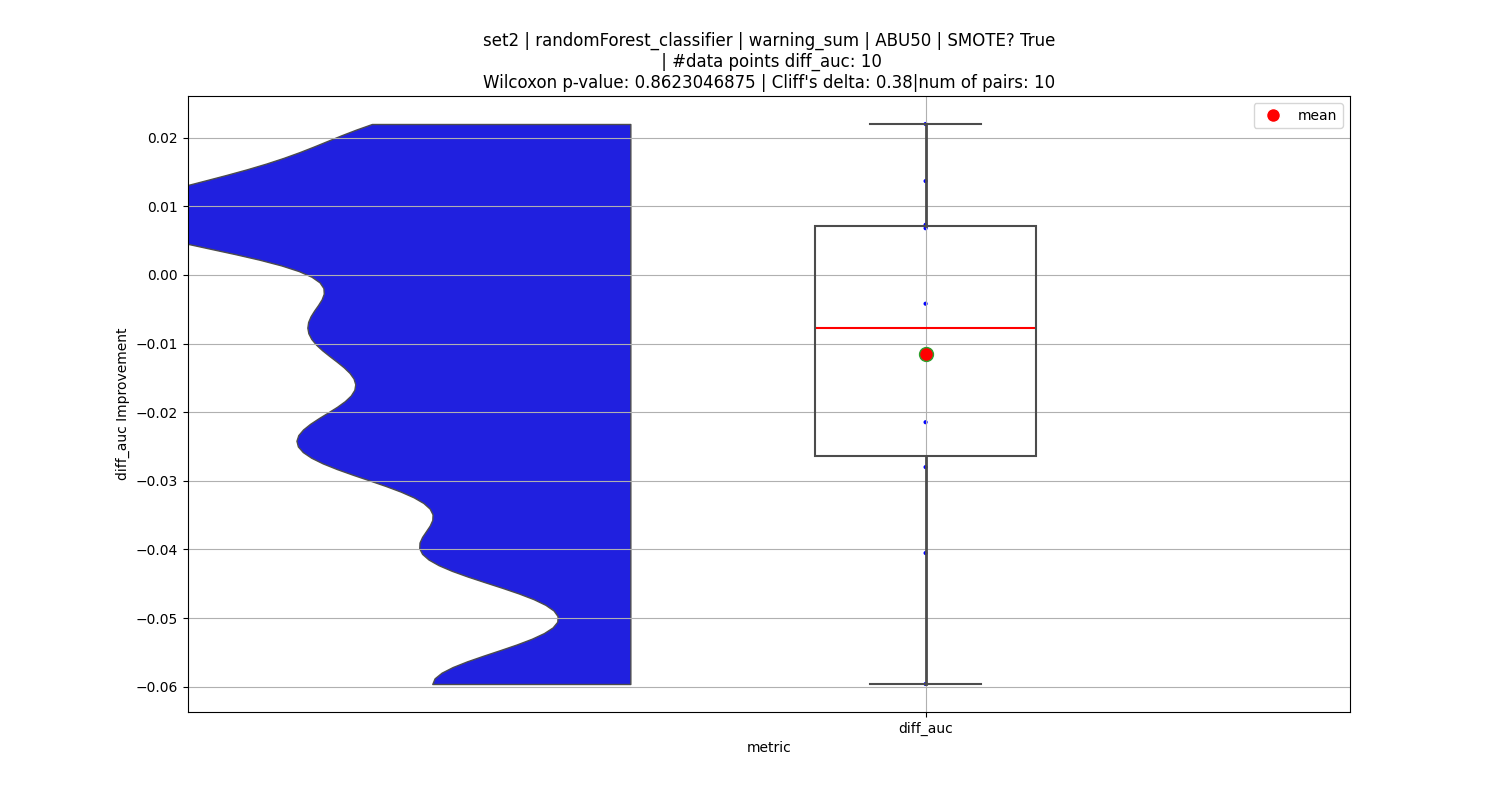 set2 | randomForest_classifier | warning_sum | ABU50 | SMOTE? True
| #data points diff_auc: 10
Wilcoxon p-value: 0.8623046875 | Cliff's delta: 0.38|num of pairs: 10
mean
0.02
0.01
0.00
−0.01
−0.02
−0.03
−0.04
−0.05
−0.06
diff_auc Improvement
diff_auc
metric